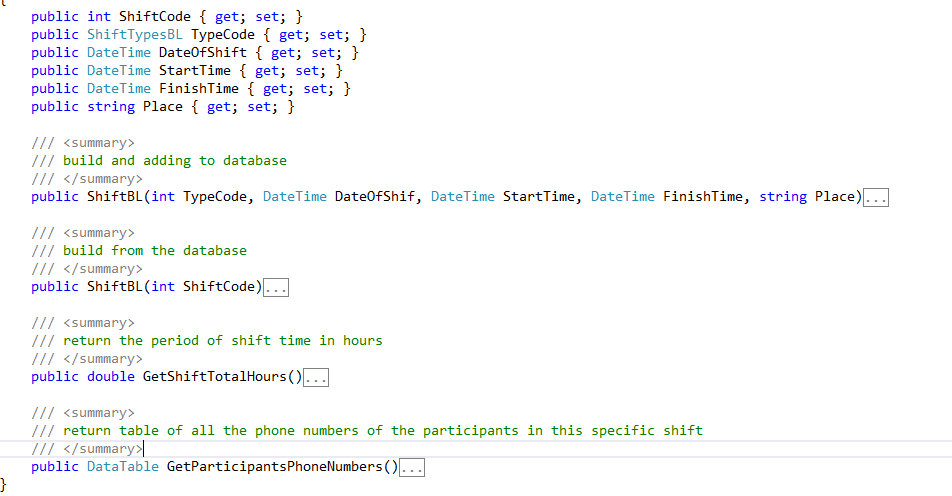 {
public int ShiftCode { get; set; }
public ShiftTypesBL TypeCode { get; set; }
public DateTime DateOfShift { get; set; }
public DateTime StartTime { get; set; }
public DateTime FinishTime { get; set; }
public string Place { get; set; }
/// <summary>
/// build and adding to database
/// </summary>
public ShiftBL(int TypeCode, DateTime DateOfShif, DateTime StartTime, DateTime FinishTime, string Place)...
/// <summary>
/// build from the database
/// </summary>
public ShiftBL(int ShiftCode)...
/// <summary>
/// return the period of shift time in hours
/// </summary>
public double GetShiftTotalHours()...
/// <summary>
/// return table of all the phone numbers of the participants in this specific shift
/// </summary>
public DataTable GetParticipantsPhoneNumbers()...
}